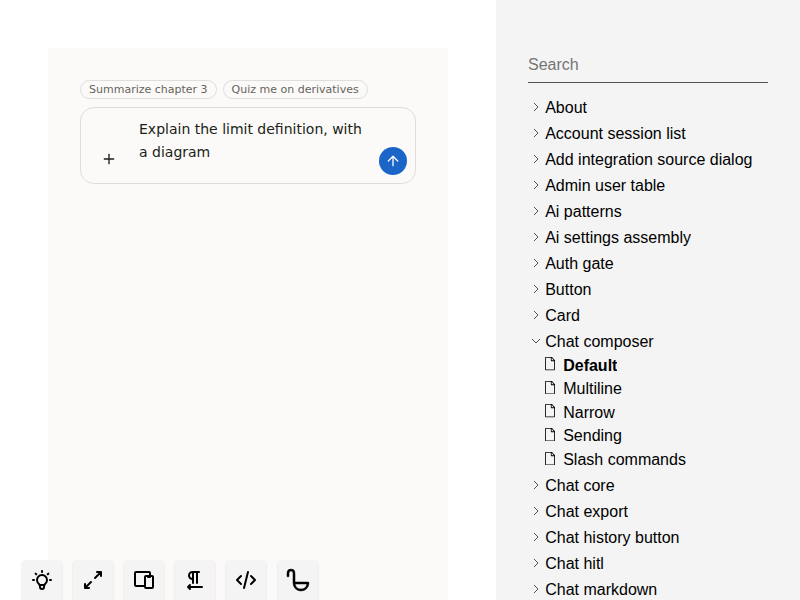 Summarize chapter 3
Quiz me on derivatives
Explain the limit definition, with
a diagram
Search
About
Account session list
Add integration source dialog
Admin user table
Ai patterns
Ai settings assembly
Auth gate
Button
Card
Chat composer
Default
Multiline
Narrow
Sending
Slash commands
Chat core
Chat export
Chat history button
Chat hitl
Chat markdown